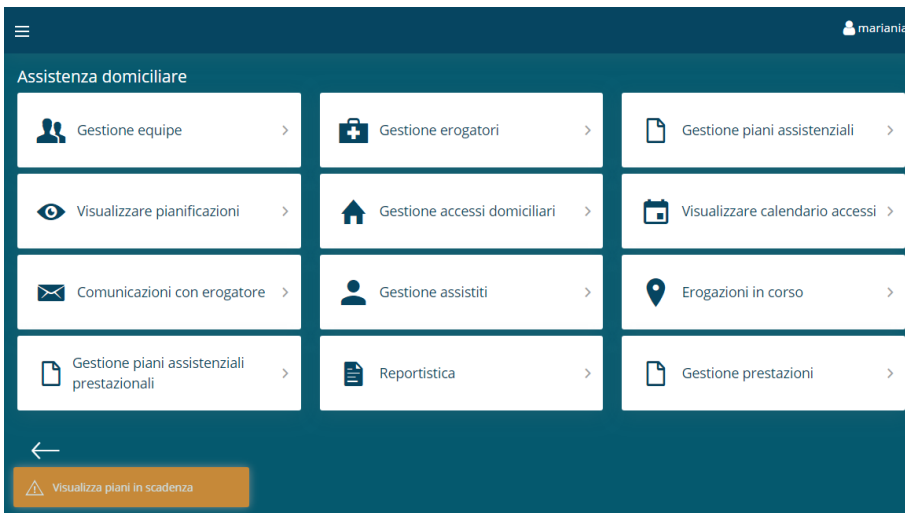 mariania
Assistenza domiciliare
Gestione equipe
Gestione erogatori
Gestione piani assistenziali
Visualizzare pianificazioni
Gestione accessi domiciliari
Visualizzare calendario accessi
Comunicazioni con erogatore
Gestione assistiti
Erogazioni in corso
Gestione piani assistenziali
prestazionali
Reportistica
Gestione prestazioni
Visualizza piani in scadenza